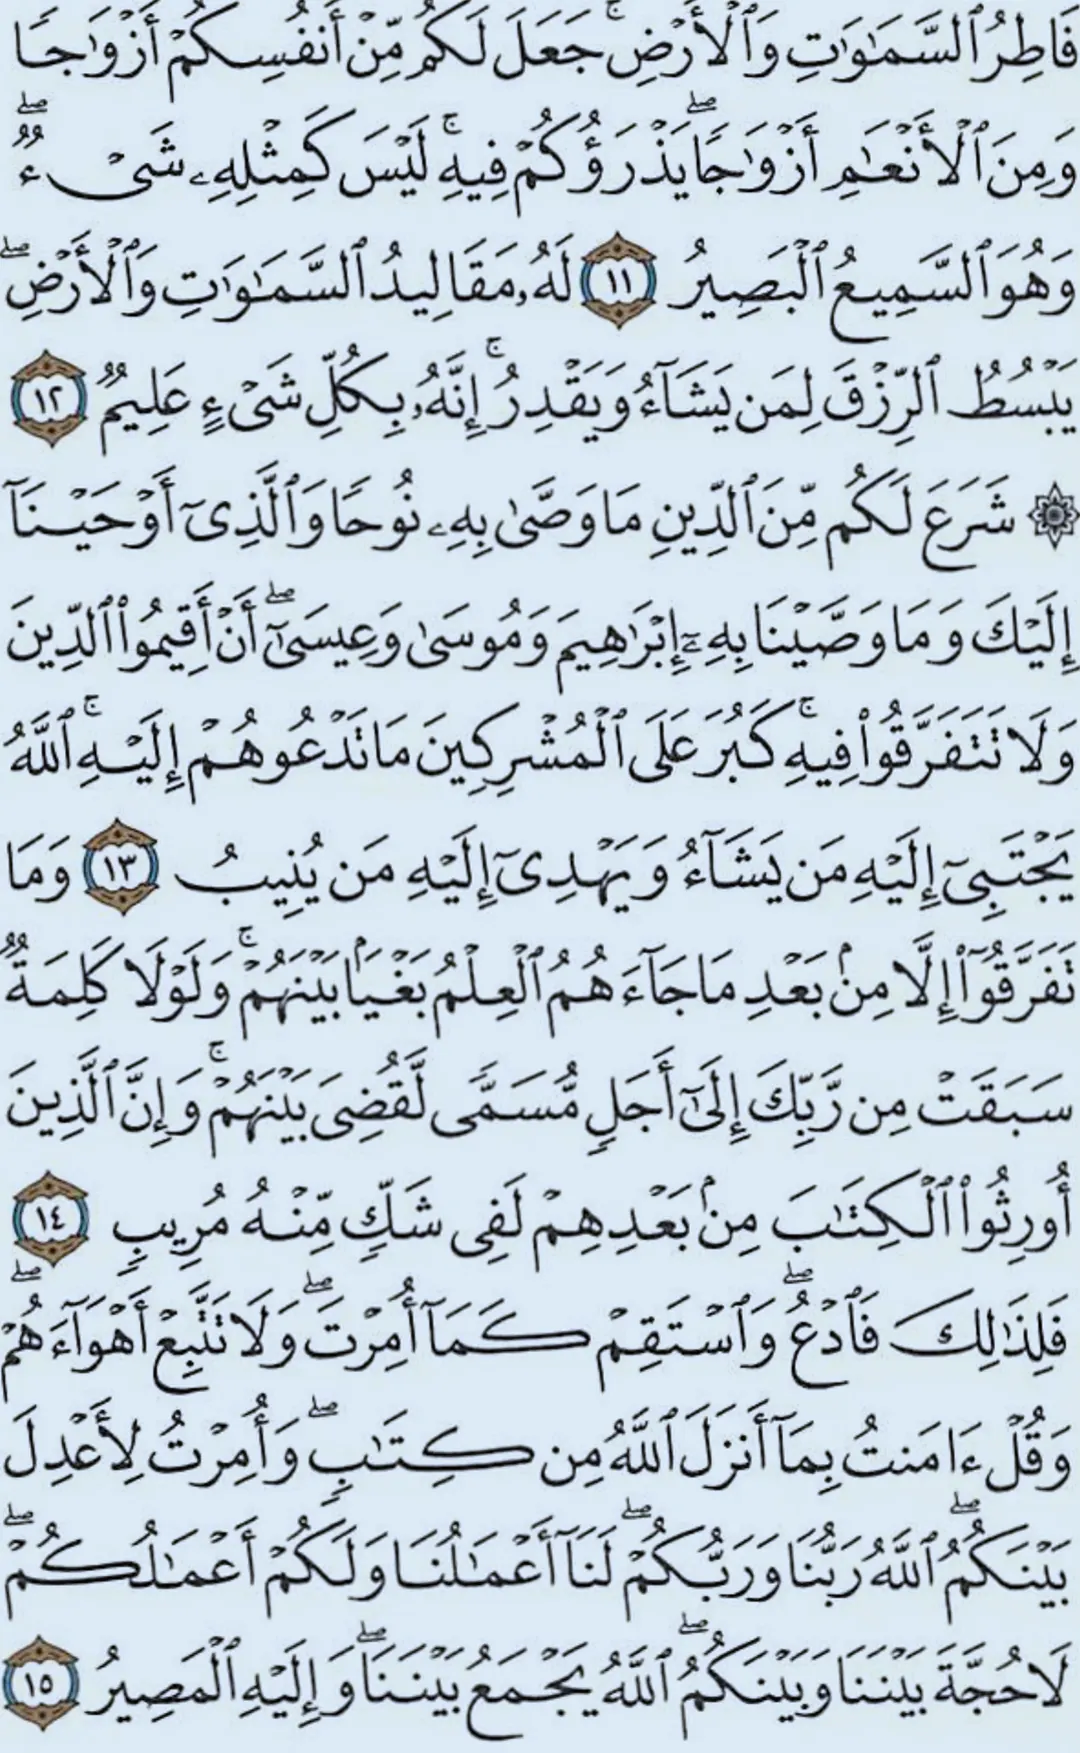 فَاطِرُ ٱلسَّمَـٰوَٰتِ وَٱلْأَرْضِ ۚ جَعَلَ لَكُم مِّنْ أَنفُسِكُمْ أَزْوَٰجًا
وَمِنَ ٱلْأَنْعَـٰمِ أَزْوَٰجًا ۖ يَذْرَؤُكُمْ فِيهِ ۚ لَيْسَ كَمِثْلِهِۦ شَىْءٌ ۖ
وَهُوَ ٱلسَّمِيعُ ٱلْبَصِيرُ ١١ لَهُۥ مَقَالِيدُ ٱلسَّمَـٰوَٰتِ وَٱلْأَرْضِ ۖ
يَبْسُطُ ٱلرِّزْقَ لِمَن يَشَآءُ وَيَقْدِرُ ۚ إِنَّهُۥ بِكُلِّ شَىْءٍ عَلِيمٌ ١٢
۞ شَرَعَ لَكُم مِّنَ ٱلدِّينِ مَا وَصَّىٰ بِهِۦ نُوحًا وَٱلَّذِىٓ أَوْحَيْنَآ
إِلَيْكَ وَمَا وَصَّيْنَا بِهِۦٓ إِبْرَٰهِيمَ وَمُوسَىٰ وَعِيسَىٰٓ ۖ أَنْ أَقِيمُوا۟ ٱلدِّينَ
وَلَا تَتَفَرَّقُوا۟ فِيهِ ۚ كَبُرَ عَلَى ٱلْمُشْرِكِينَ مَا تَدْعُوهُمْ إِلَيْهِ ۚ ٱللَّهُ
يَجْتَبِىٓ إِلَيْهِ مَن يَشَآءُ وَيَهْدِىٓ إِلَيْهِ مَن يُنِيبُ ١٣ وَمَا
تَفَرَّقُوٓا۟ إِلَّا مِنۢ بَعْدِ مَا جَآءَهُمُ ٱلْعِلْمُ بَغْيًۢا بَيْنَهُمْ ۚ وَلَوْلَا كَلِمَةٌ
سَبَقَتْ مِن رَّبِّكَ إِلَىٰٓ أَجَلٍ مُّسَمًّى لَّقُضِىَ بَيْنَهُمْ ۚ وَإِنَّ ٱلَّذِينَ
أُورِثُوا۟ ٱلْكِتَـٰبَ مِنۢ بَعْدِهِمْ لَفِى شَكٍّ مِّنْهُ مُرِيبٍ ١٤
فَلِذَٰلِكَ فَٱدْعُ ۖ وَٱسْتَقِمْ كَمَآ أُمِرْتَ ۖ وَلَا تَتَّبِعْ أَهْوَآءَهُمْ ۖ
وَقُلْ ءَامَنتُ بِمَآ أَنزَلَ ٱللَّهُ مِن كِتَـٰبٍ ۖ وَأُمِرْتُ لِأَعْدِلَ
بَيْنَكُمُ ۖ ٱللَّهُ رَبُّنَا وَرَبُّكُمْ ۖ لَنَآ أَعْمَـٰلُنَا وَلَكُمْ أَعْمَـٰلُكُمْ ۖ
لَا حُجَّةَ بَيْنَنَا وَبَيْنَكُمُ ۖ ٱللَّهُ يَجْمَعُ بَيْنَنَا ۖ وَإِلَيْهِ ٱلْمَصِيرُ ١٥